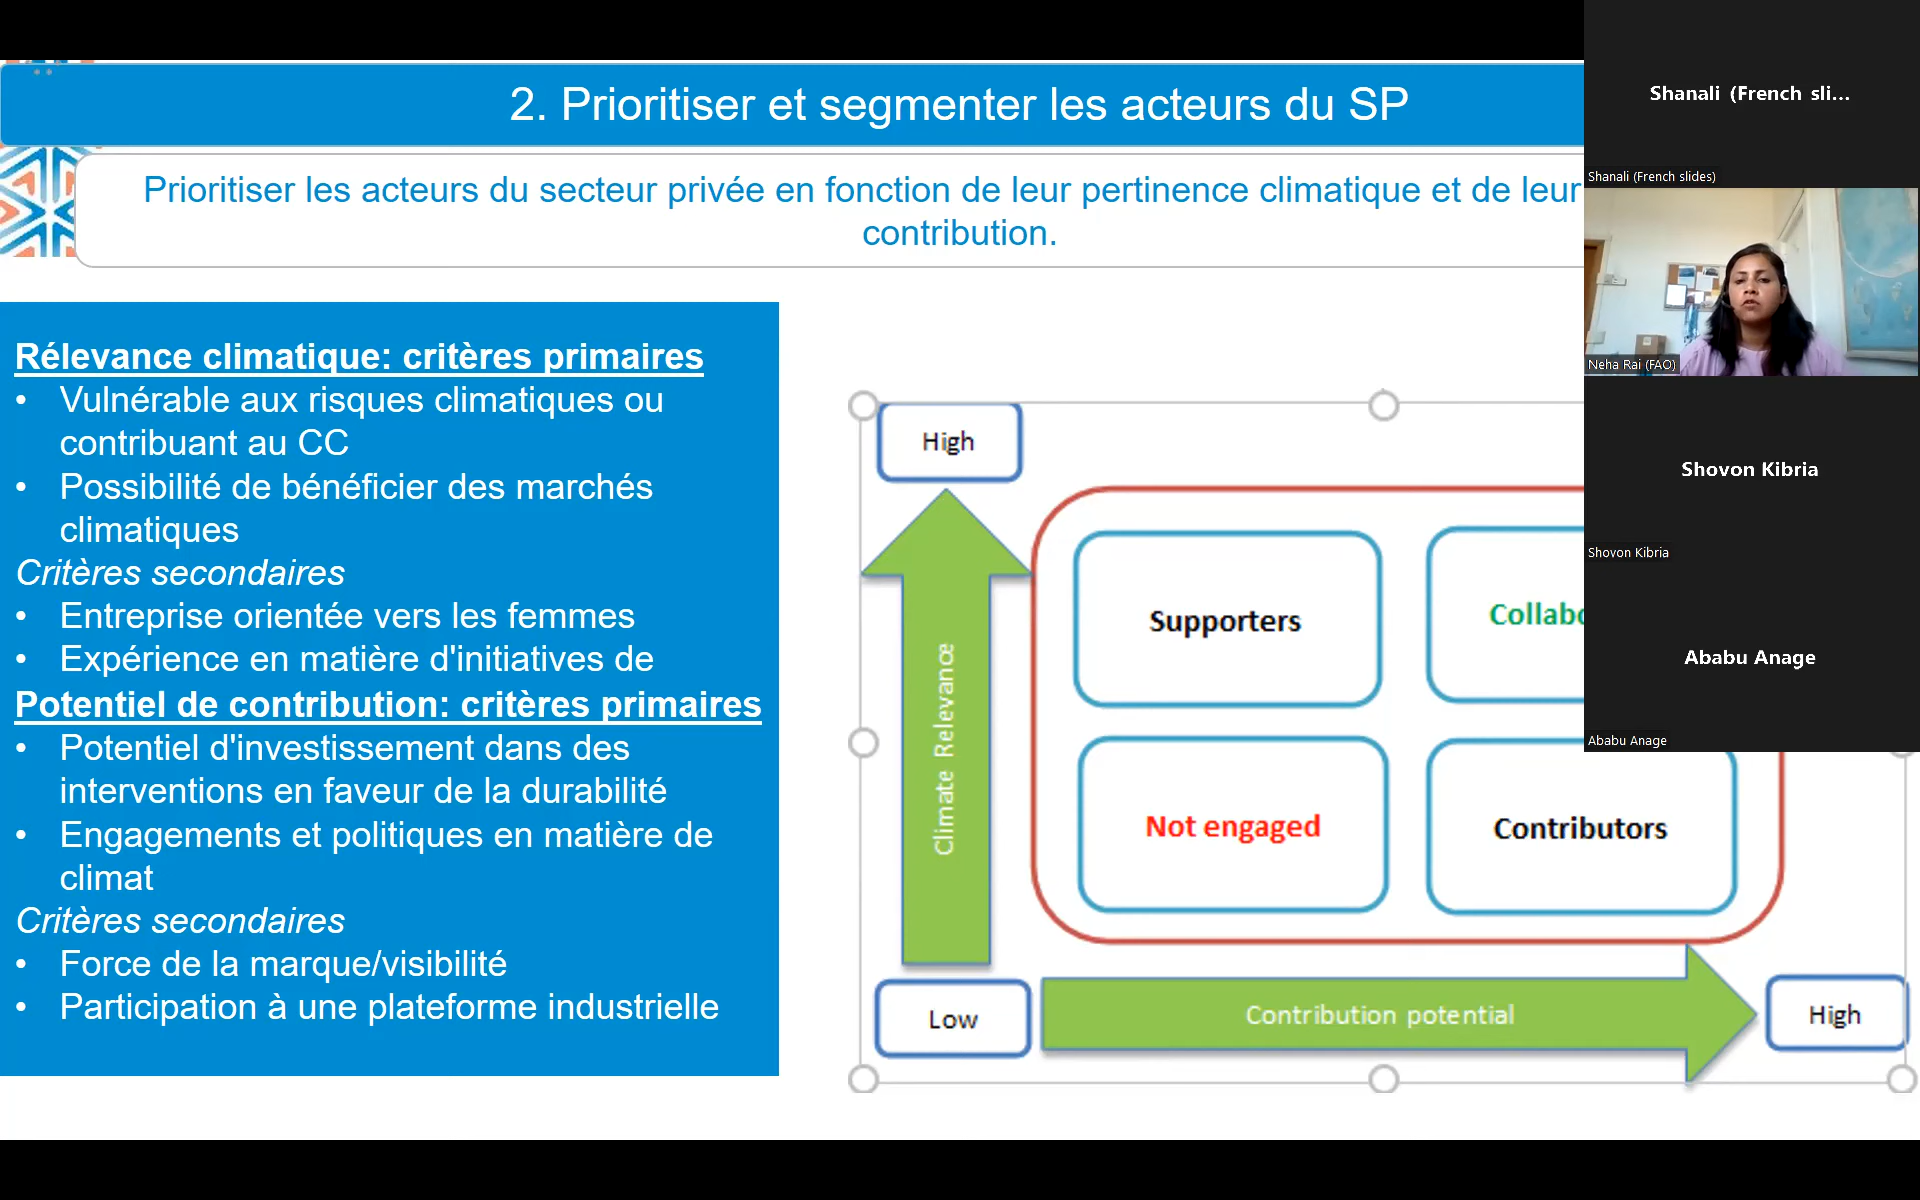 2. Prioritiser et segmenter les acteurs du SP
Prioritiser les acteurs du secteur privée en fonction de leur pertinence climatique et de leur
contribution.
Rélevance climatique: critères primaires
• Vulnérable aux risques climatiques ou
contribuant au CC
• Possibilité de bénéficier des marchés
climatiques
Critères secondaires
• Entreprise orientée vers les femmes
• Expérience en matière d'initiatives de
Potentiel de contribution: critères primaires
• Potentiel d'investissement dans des
interventions en faveur de la durabilité
• Engagements et politiques en matière de
climat
Critères secondaires
• Force de la marque/visibilité
• Participation à une plateforme industrielle
High
Climate Relevance
Supporters
Collabo
Not engaged
Contributors
Low
Contribution potential
High
Shanali (French sli...
Shanali (French slides)
Neha Rai (FAO)
Shovon Kibria
Shovon Kibria
Ababu Anage
Ababu Anage